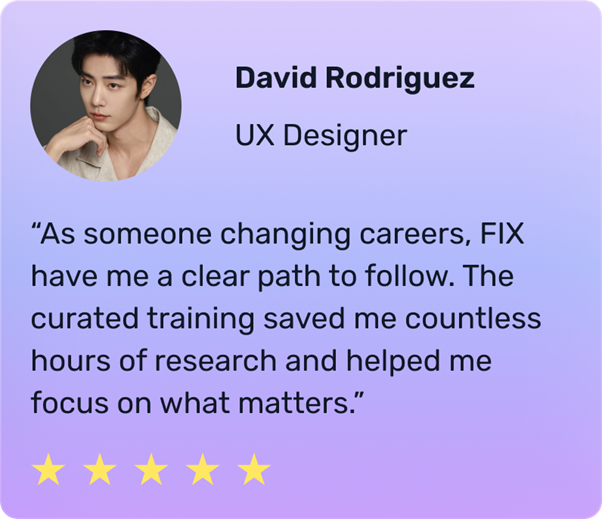 David Rodriguez
UX Designer
“As someone changing careers, FIX
have me a clear path to follow. The
curated training saved me countless
hours of research and helped me
focus on what matters.”